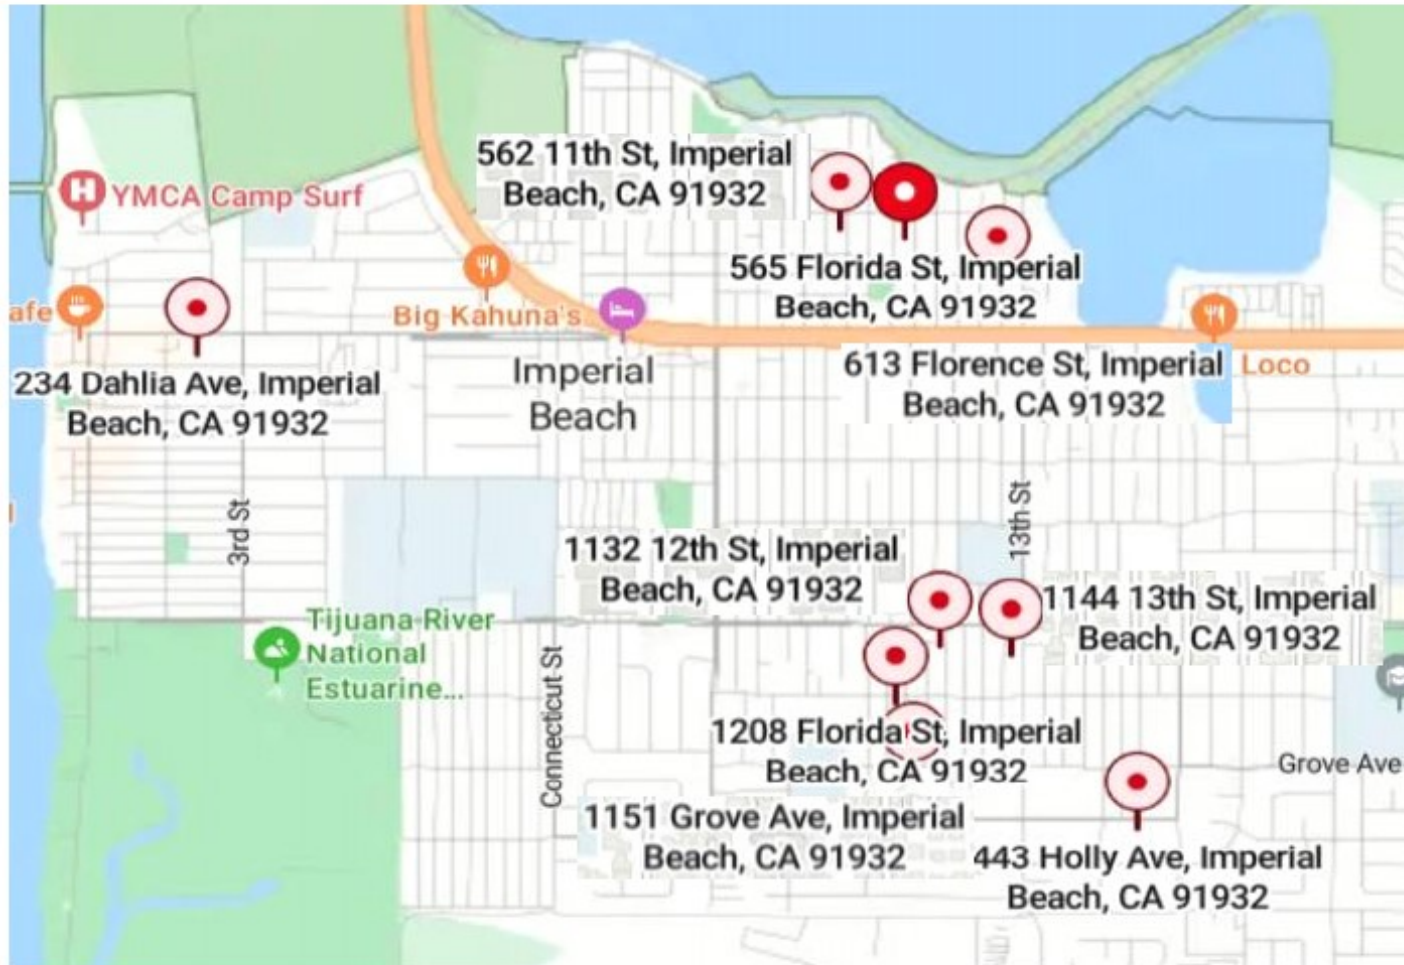 562 11th St, Imperial
Beach, CA 91932
YMCA Camp Surf
565 Florida St, Imperial
Beach, CA 91932
afe
Big Kahuna's
613 Florence St, Imperial
Beach, CA 91932
Loco
234 Dahlia Ave, Imperial
Beach, CA 91932
Imperial
Beach
3rd St
13th St
1132 12th St, Imperial
Beach, CA 91932
1144 13th St, Imperial
Beach, CA 91932
Tijuana River
National
Estuarine...
Connecticut St
1208 Florida St, Imperial
Beach, CA 91932
Grove Ave
1151 Grove Ave, Imperial
Beach, CA 91932
443 Holly Ave, Imperial
Beach, CA 91932